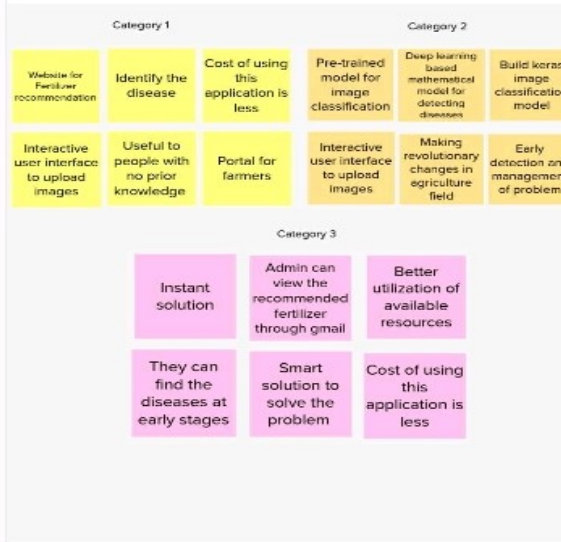 Category 1
Website for
Fertilizer
recommendation
Identify the
disease
Cost of using
this
application is
less
Interactive
user interface
to upload
images
Useful to
people with
no prior
knowledge
Portal for
farmers
Category 2
Pre-trained
model for
image
classification
Deep learning
based
mathematical
model for
detecting
diseases
Build keras
image
classificatio
model
Interactive
user interface
to upload
images
Making
revolutionary
changes in
agriculture
field
Early
detection an
managemen
of problem
Category 3
Instant
solution
Admin can
view the
recommended
fertilizer
through gmail
Better
utilization of
available
resources
They can
find the
diseases at
early stages
Smart
solution to
solve the
problem
Cost of using
this
application is
less